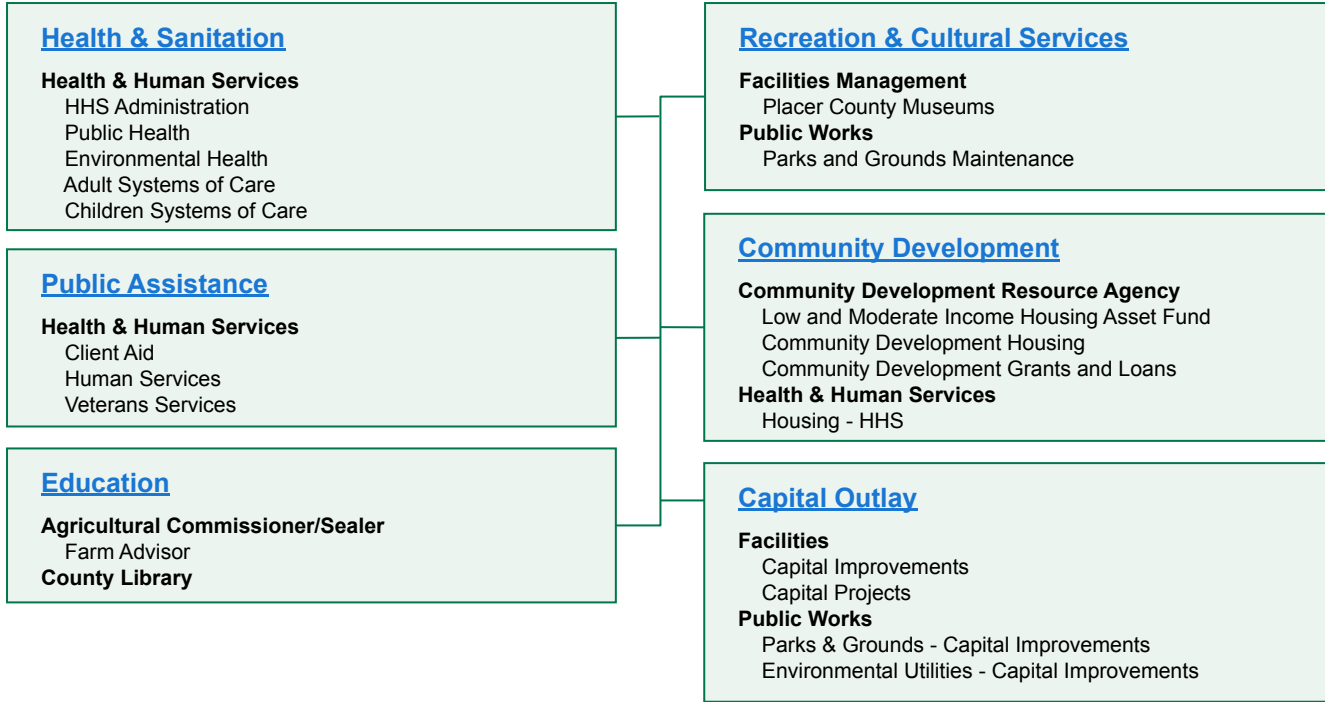 Health & Sanitation
Health & Human Services
HHS Administration
Public Health
Environmental Health
Adult Systems of Care
Children Systems of Care
Public Assistance
Health & Human Services
Client Aid
Human Services
Veterans Services
Education
Agricultural Commissioner/Sealer
Farm Advisor
County Library
Recreation & Cultural Services
Facilities Management
Placer County Museums
Public Works
Parks and Grounds Maintenance
Community Development
Community Development Resource Agency
Low and Moderate Income Housing Asset Fund
Community Development Housing
Community Development Grants and Loans
Health & Human Services
Housing - HHS
Capital Outlay
Facilities
Capital Improvements
Capital Projects
Public Works
Parks & Grounds - Capital Improvements
Environmental Utilities - Capital Improvements